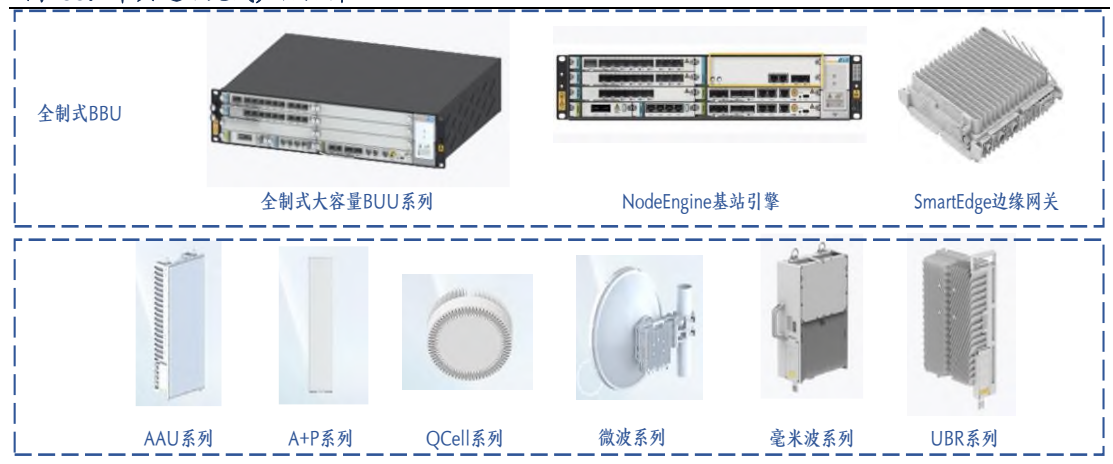 全制式BBU
全制式大容量BUU系列
NodeEngine基站引擎
SmartEdge边缘网关
AAU系列
A+P系列
QCell系列
微波系列
毫米波系列
UBR系列